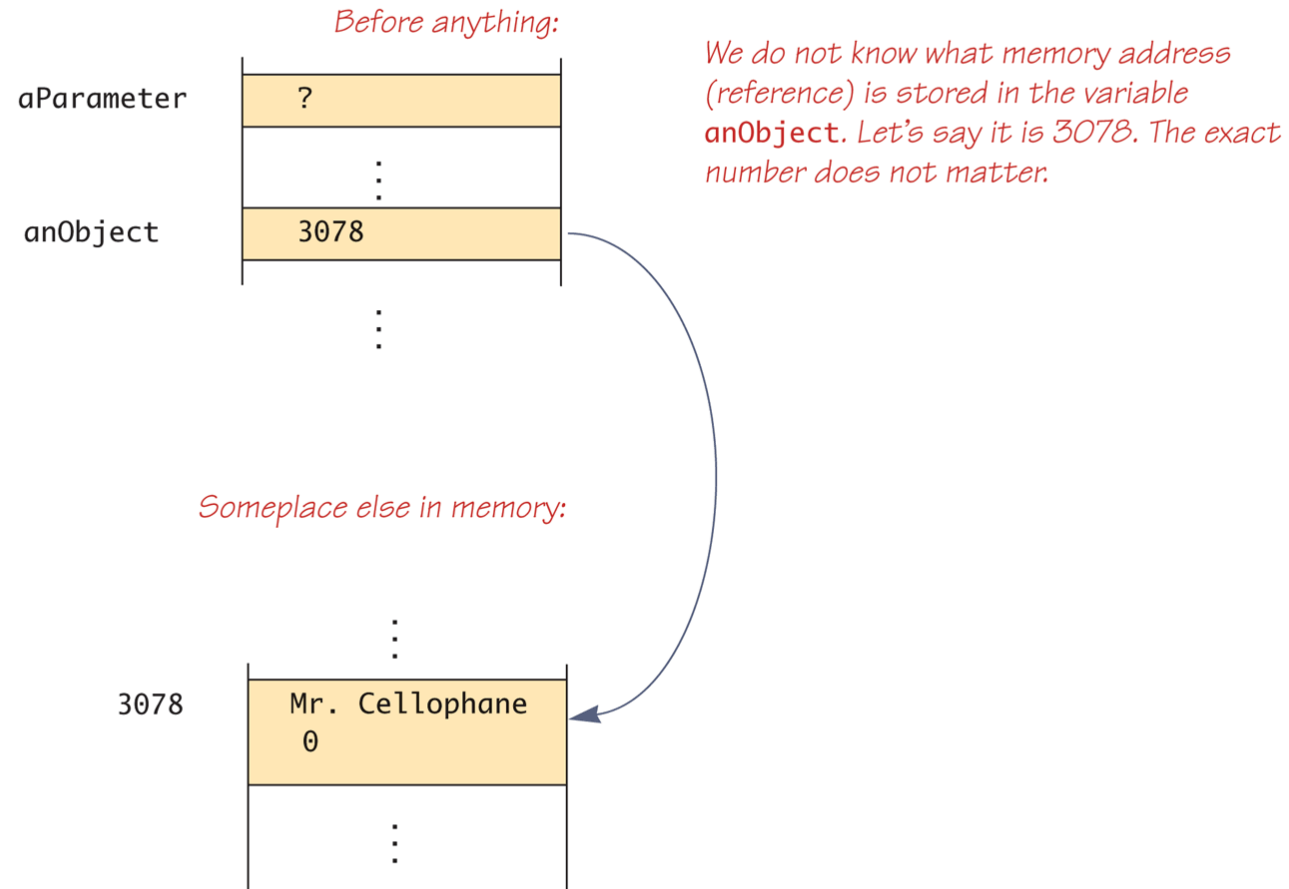 Before anything:
We do not know what memory address
(reference) is stored in the variable
anObject. Let's say it is 3078. The exact
number does not matter.
aParameter ?
anObject 3078
Someplace else in memory:
3078 Mr. Cellophane
0